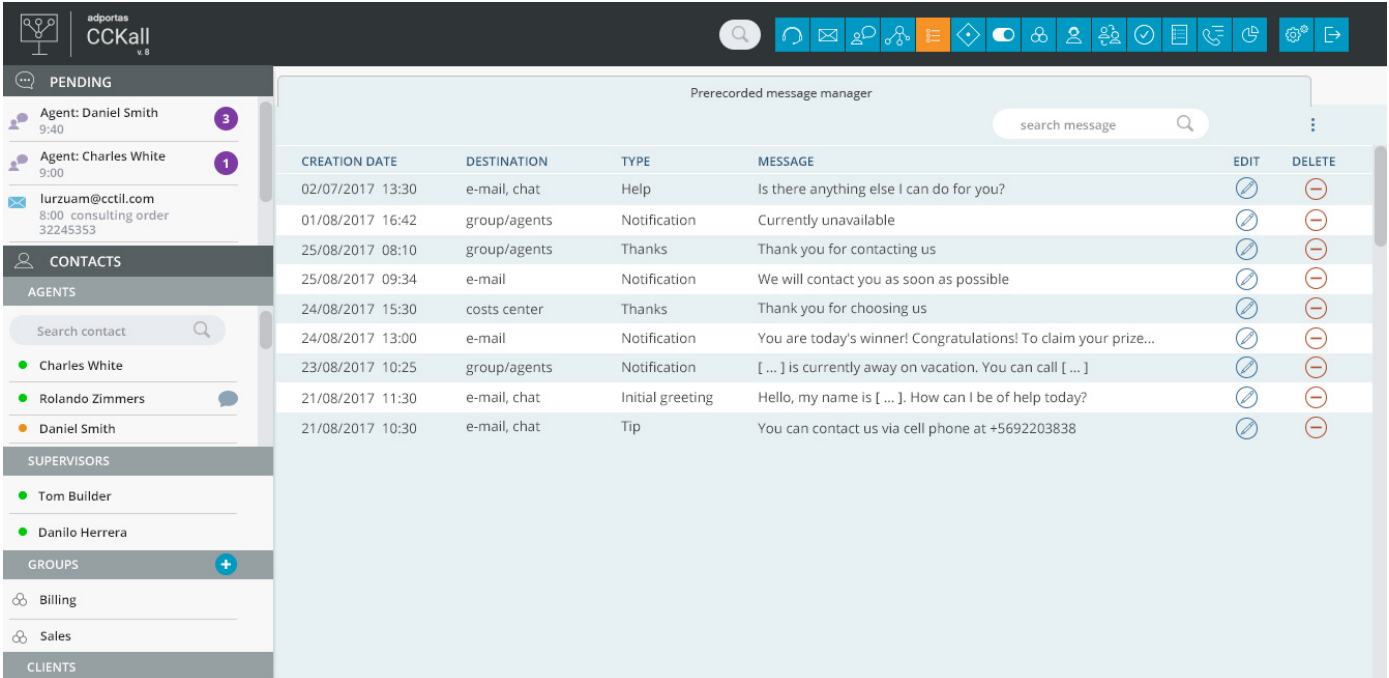 adportas
CCKall
v. 8
PENDING
Agent: Daniel Smith
9:40
3
Agent: Charles White
9:00
1
lurzuam@cctil.com
8:00 consulting order
32245353
CONTACTS
AGENTS
Search contact
Charles White
Rolando Zimmers
Daniel Smith
SUPERVISORS
Tom Builder
Danilo Herrera
GROUPS
Billing
Sales
CLIENTS
Prerecorded message manager
search message
CREATION DATE DESTINATION TYPE MESSAGE EDIT DELETE
02/07/2017 13:30 e-mail, chat Help Is there anything else I can do for you?
01/08/2017 16:42 group/agents Notification Currently unavailable
25/08/2017 08:10 group/agents Thanks Thank you for contacting us
25/08/2017 09:34 e-mail Notification We will contact you as soon as possible
24/08/2017 15:30 costs center Thanks Thank you for choosing us
24/08/2017 13:00 e-mail Notification You are today's winner! Congratulations! To claim your prize...
23/08/2017 10:25 group/agents Notification [ ... ] is currently away on vacation. You can call [ ... ]
21/08/2017 11:30 e-mail, chat Initial greeting Hello, my name is [ ... ]. How can I be of help today?
21/08/2017 10:30 e-mail, chat Tip You can contact us via cell phone at +5692203838